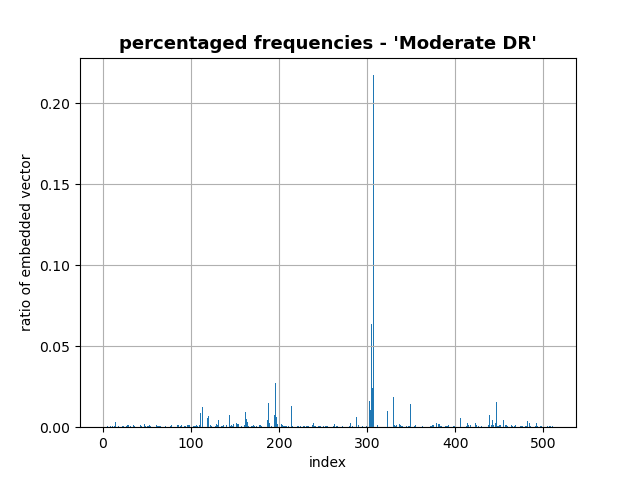 percentaged frequencies - 'Moderate DR'
0.20
0.15
0.10
0.05
0.00
ratio of embedded vector
0 100 200 300 400 500
index